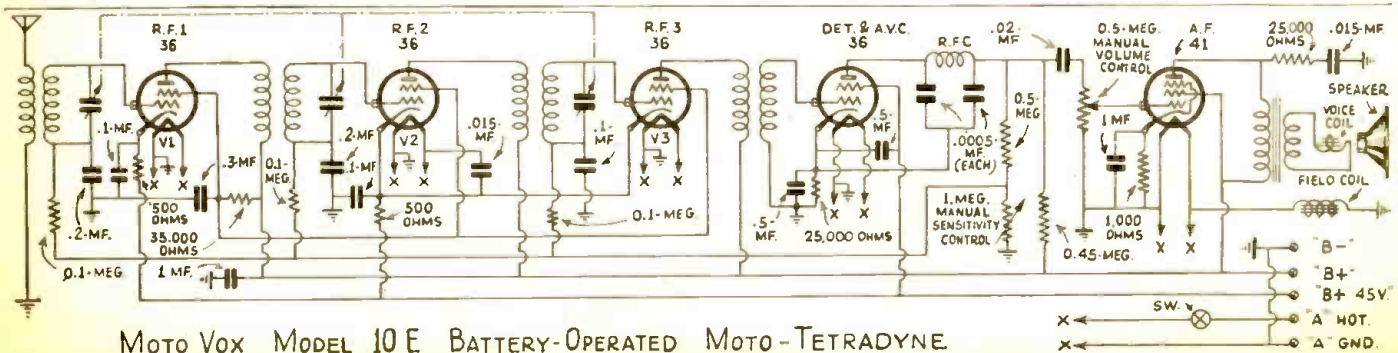 R.F.1
36
R.F.2
36
R.F.3
36
DET. & A.V.C.
36
R.F.C
.02-
MF
0.5-MEG.
MANUAL
VOLUME
CONTROL
A.F.
41
25,000
OHMS
.015-MF.
SPEAKER
VOICE
COIL
FIELD COIL
.1-MF.
V1
.3-MF
0.1-
MEG.
.2-MF
.1-MF
V2
.015-
MF
.1-
MF
V3
.5-
MF
0.5-
MEG
.0005-
MF
(EACH)
1 MF
X X
X X
X X
X X
X X
500
OHMS
35,000
OHMS
.2-MF.
0.1-MEG.
1 MF.
500
OHMS
0.1-MEG
.5-
MF.
25,000 OHMS
1, MEG.
MANUAL
SENSITIVITY
CONTROL
0.45-MEG.
1,000
OHMS
"B-"
"B+"
"B+ 45V."
SW.
X "A" HOT.
X "A" GND.
MOTO VOX MODEL 10 E BATTERY-OPERATED MOTO-TETRADYNE